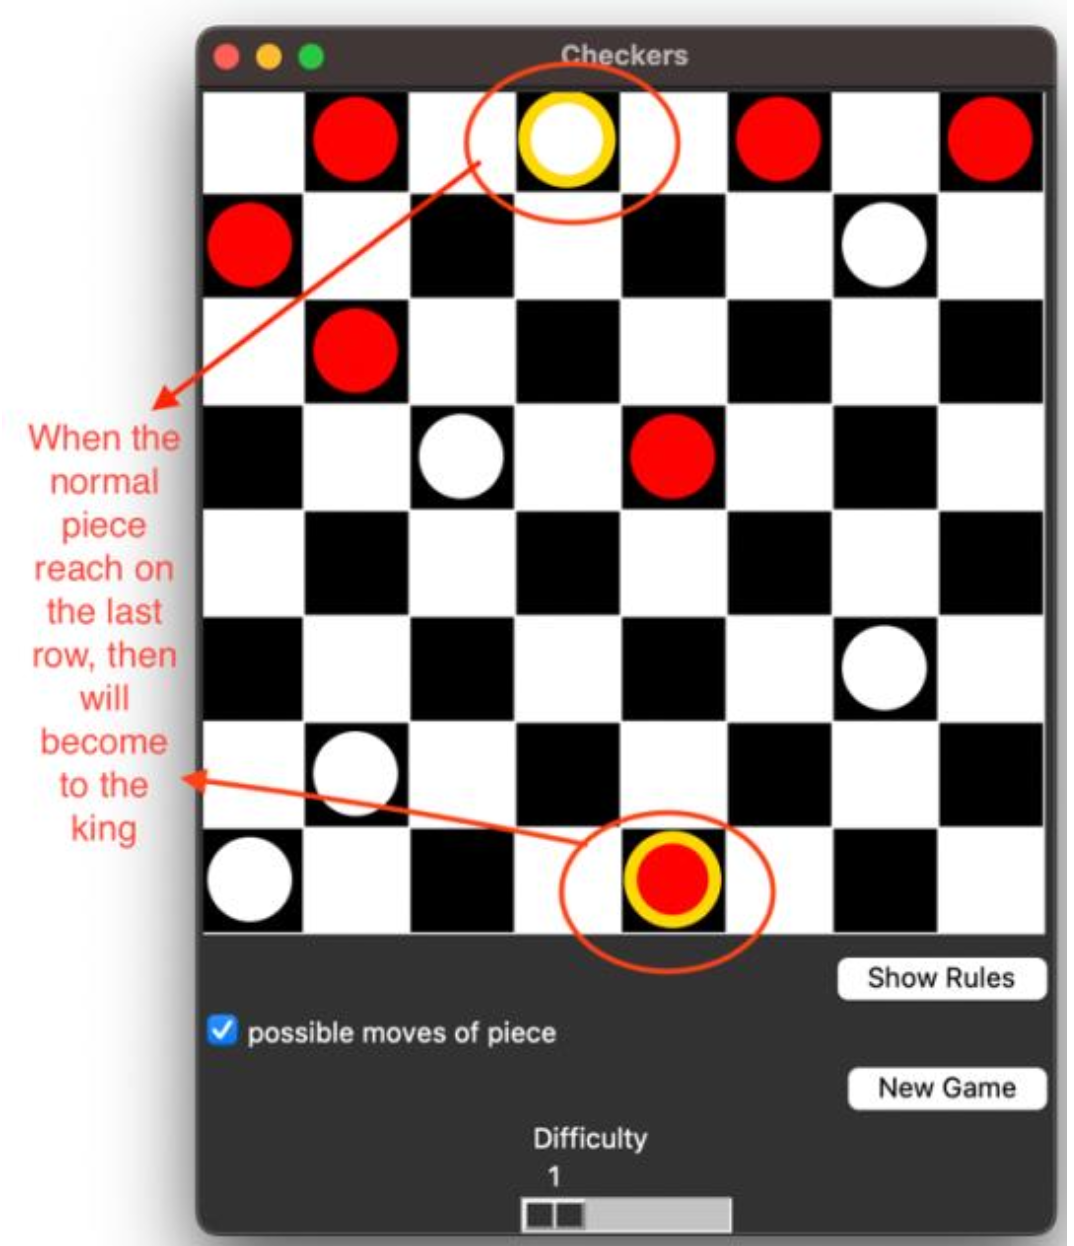 Checkers
When the
normal
piece
reach on
the last
row, then
will
become
to the
king
Show Rules
possible moves of piece
New Game
Difficulty
1